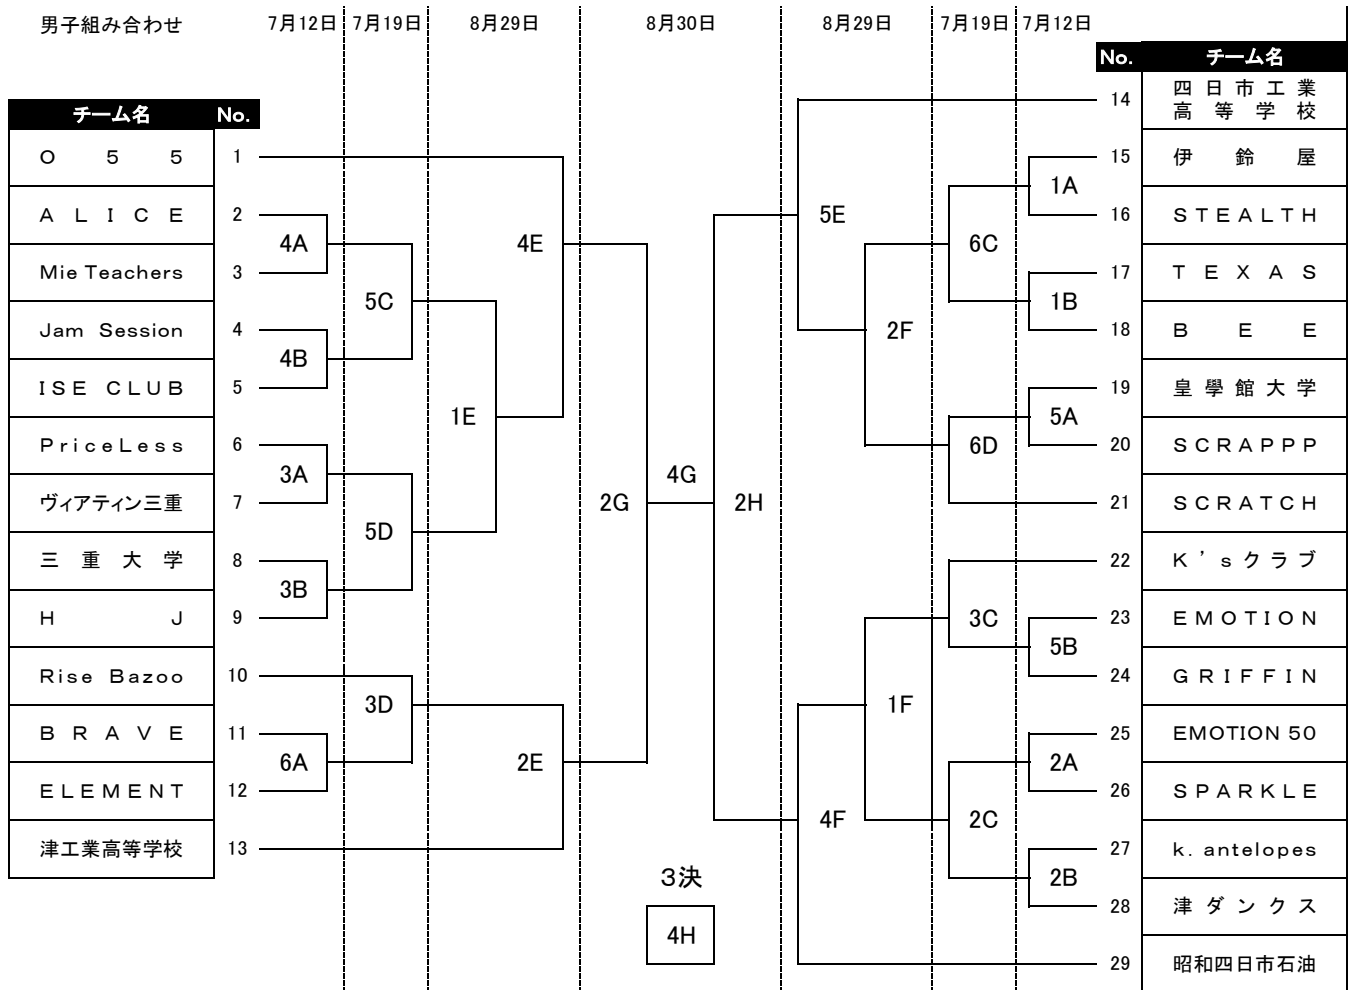 男子組み合わせ 7月12日 7月19日 8月29日 8月30日 8月29日 7月19日 7月12日
No. チーム名
チーム名 No.
14 四日市工業
高等学校
O 5 5 1
15 伊鈴屋
1A
ALICE 2
5E
16 STEALTH
4A 4E 6C
Mie Teachers 3
17 TEXAS
5C 1B
Jam Session 4
2F
18 BEE
4B
ISE CLUB 5
19 皇學館大学
1E 5A
PriceLess 6
6D
20 SCRAPPP
3A 4G
ヴィアティン三重 7
2G 2H
21 SCRATCH
5D
三重大学 8
22 K'sクラブ
3B
HJ 9
3C
23 EMOTION
5B
Rise Bazoo 10
24 GRIFFIN
3D 1F
BRAVE 11
25 EMOTION 50
6A 2E 2A
ELEMENT 12
26 SPARKLE
4F 2C
津工業高等学校 13
27 k. antelopes
3決 2B
28 津ダンクス
4H
29 昭和四日市石油